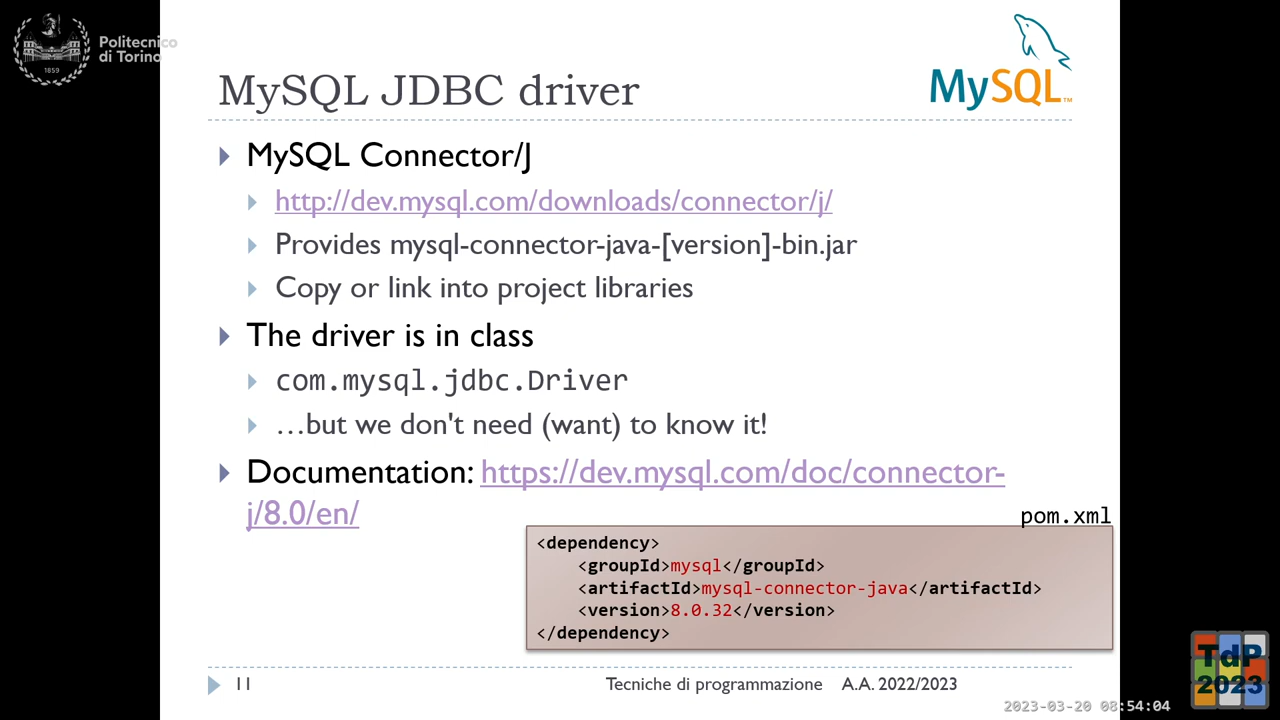 Politecnico
di Torino
1859
MySQL JDBC driver
MySQL™
MySQL Connector/J
http://dev.mysql.com/downloads/connector/j/
Provides mysql-connector-java-[version]-bin.jar
Copy or link into project libraries
The driver is in class
com.mysql.jdbc.Driver
…but we don't need (want) to know it!
Documentation: https://dev.mysql.com/doc/connector-
j/8.0/en/
pom.xml
<dependency>
    <groupId>mysql</groupId>
    <artifactId>mysql-connector-java</artifactId>
    <version>8.0.32</version>
</dependency>
11
Tecniche di programmazione A.A. 2022/2023
TdP
2023
2023-03-20 08:54:04